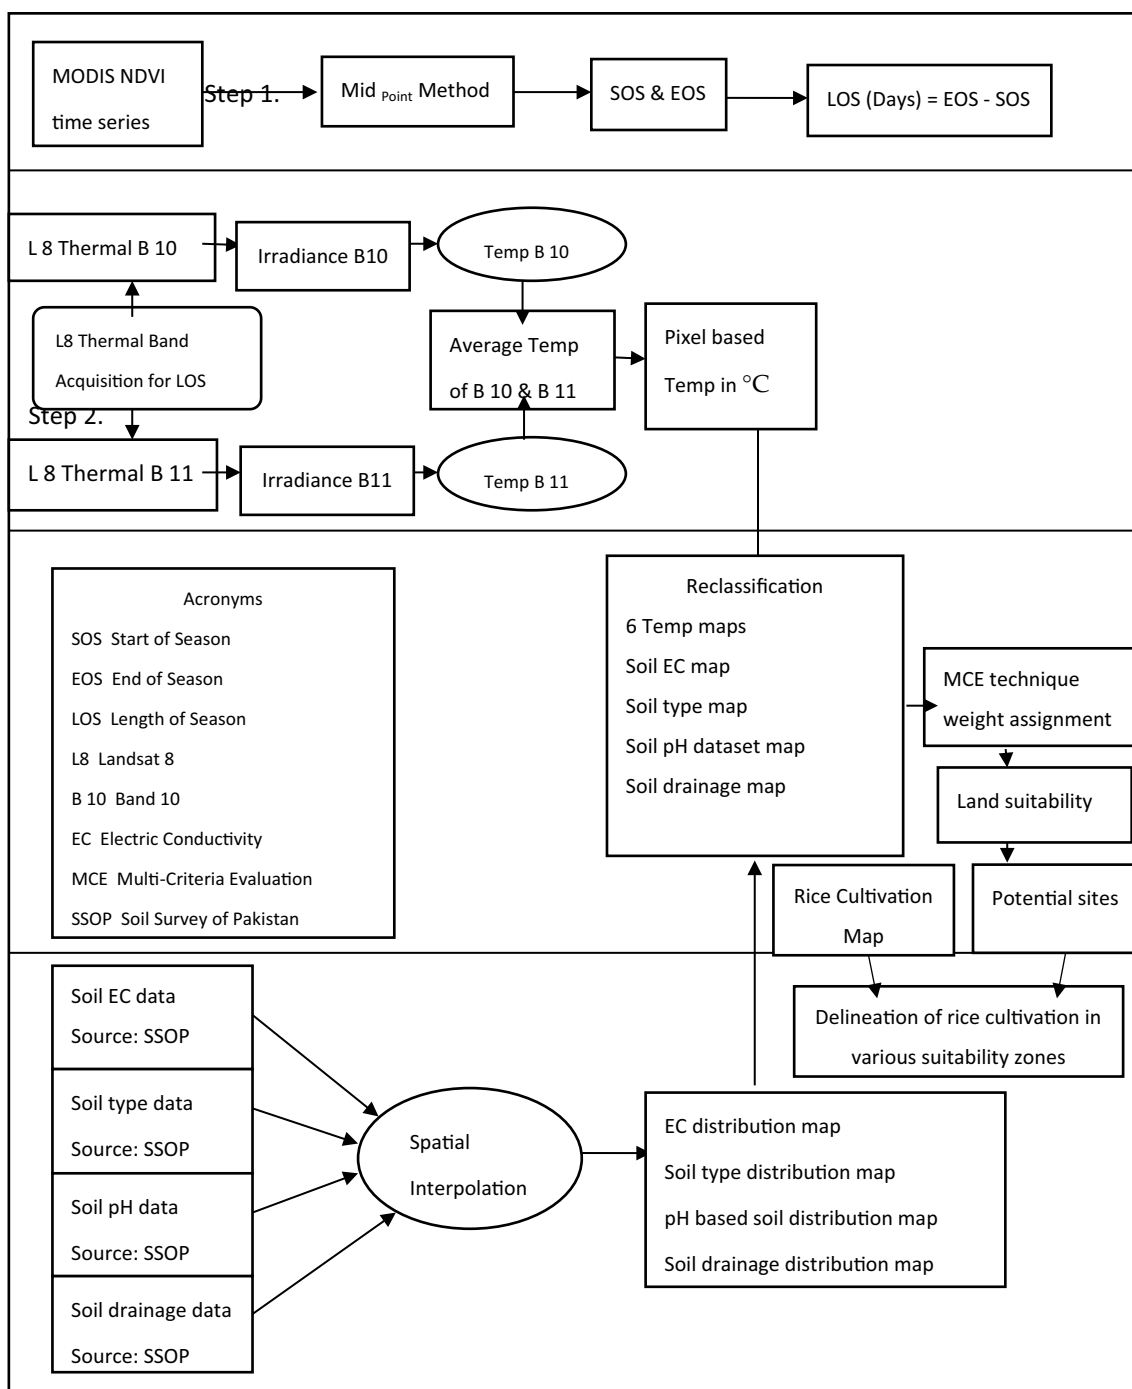 MODIS NDVI
time series
Step 1.
Mid Point Method
SOS & EOS
LOS (Days) = EOS - SOS
L 8 Thermal B 10
Irradiance B10
Temp B 10
L8 Thermal Band
Acquisition for LOS
Average Temp
of B 10 & B 11
Pixel based
Temp in °C
Step 2.
L 8 Thermal B 11
Irradiance B11
Temp B 11
Acronyms
SOS Start of Season
EOS End of Season
LOS Length of Season
L8 Landsat 8
B 10 Band 10
EC Electric Conductivity
MCE Multi-Criteria Evaluation
SSOP Soil Survey of Pakistan
Reclassification
6 Temp maps
Soil EC map
Soil type map
Soil pH dataset map
Soil drainage map
MCE technique
weight assignment
Land suitability
Potential sites
Rice Cultivation
Map
Delineation of rice cultivation in
various suitability zones
Soil EC data
Source: SSOP
Soil type data
Source: SSOP
Soil pH data
Source: SSOP
Soil drainage data
Source: SSOP
Spatial
Interpolation
EC distribution map
Soil type distribution map
pH based soil distribution map
Soil drainage distribution map